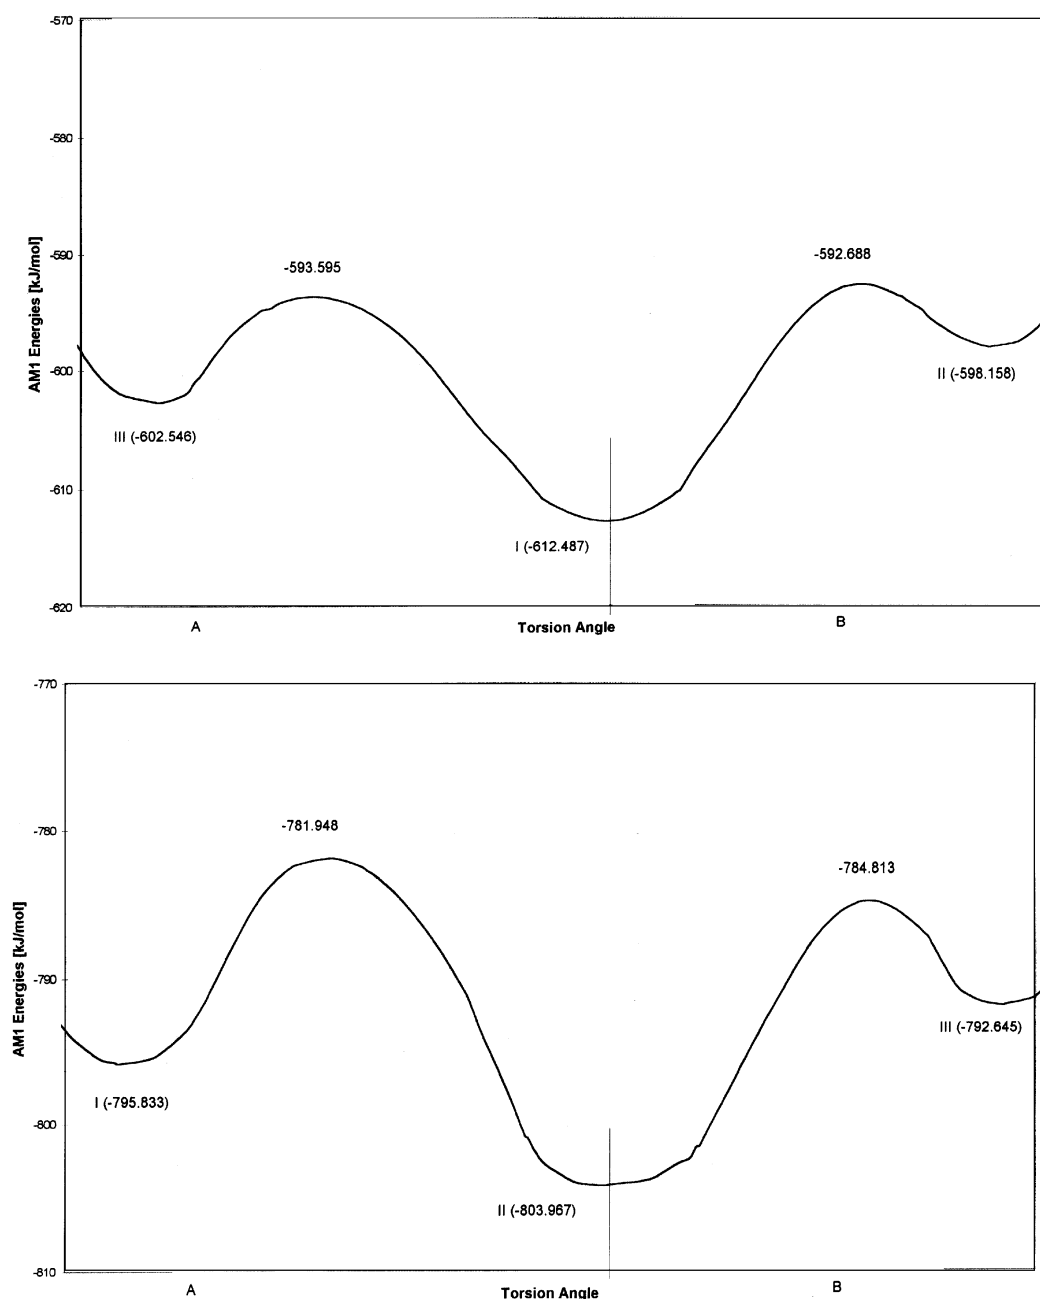 -570
-580
-590
-600
-610
-620
AM1 Energies [kJ/mol]
-593.595
-592.688
II (-598.158)
III (-602.546)
I (-612.487)
A
Torsion Angle
B
-770
-780
-790
-800
-810
AM1 Energies [kJ/mol]
-781.948
-784.813
III (-792.645)
I (-795.833)
II (-803.967)
A
Torsion Angle
B